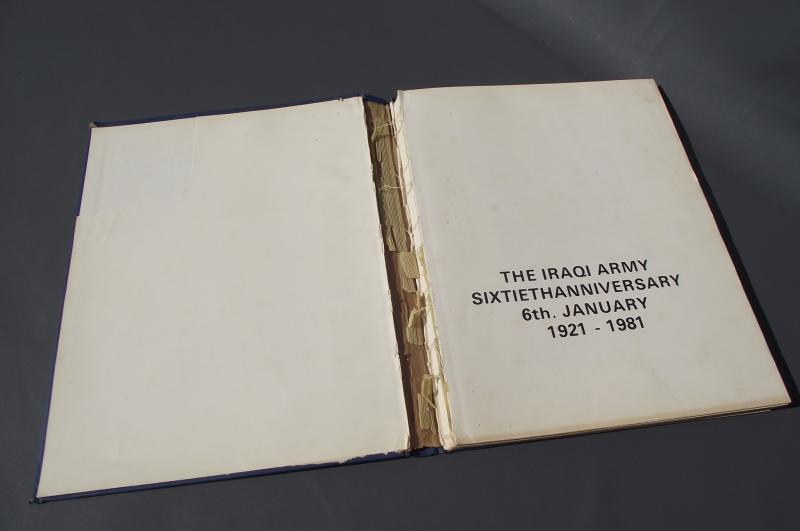 THE IRAQI ARMY
SIXTIETHANNIVERSARY
6th. JANUARY
1921 - 1981